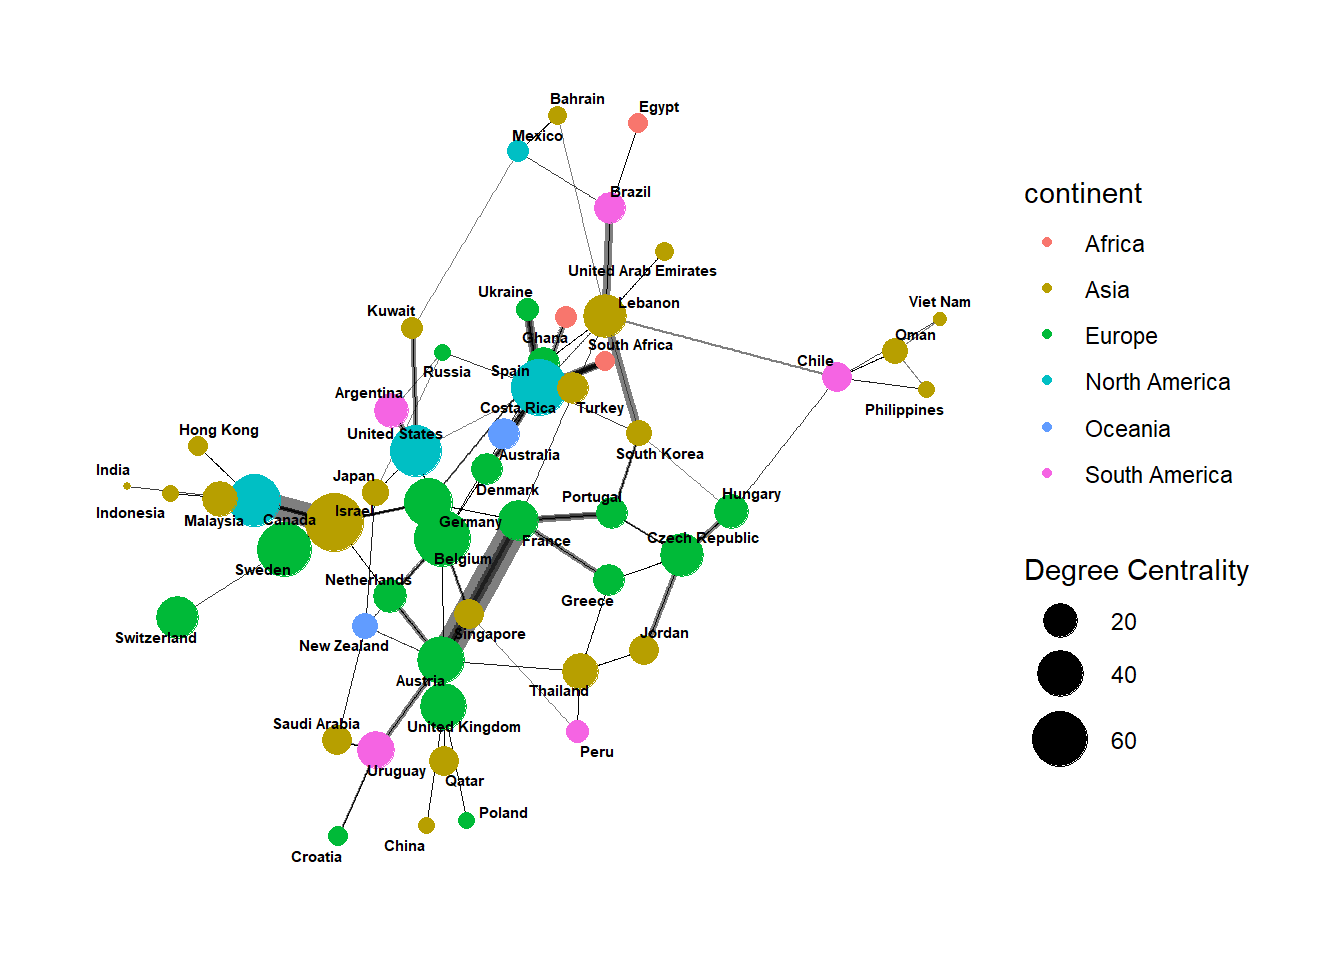 Bahrain
Egypt
Mexico
Brazil
United Arab Emirates
Ukraine
Lebanon
Viet Nam
Kuwait
Ghana
Oman
South Africa
Chile
Russia
Spain
Argentina
Philippines
Costa Rica
Turkey
Hong Kong
United States
South Korea
Australia
India
Japan
Denmark
Portugal
Hungary
Indonesia
Malaysia
Canada
Israel
Germany
France
Czech Republic
Belgium
Sweden
Netherlands
Greece
Switzerland
New Zealand
Singapore
Jordan
Austria
Thailand
Saudi Arabia
United Kingdom
Peru
Uruguay
Qatar
Poland
China
Croatia
continent
Africa
Asia
Europe
North America
Oceania
South America
Degree Centrality
20
40
60